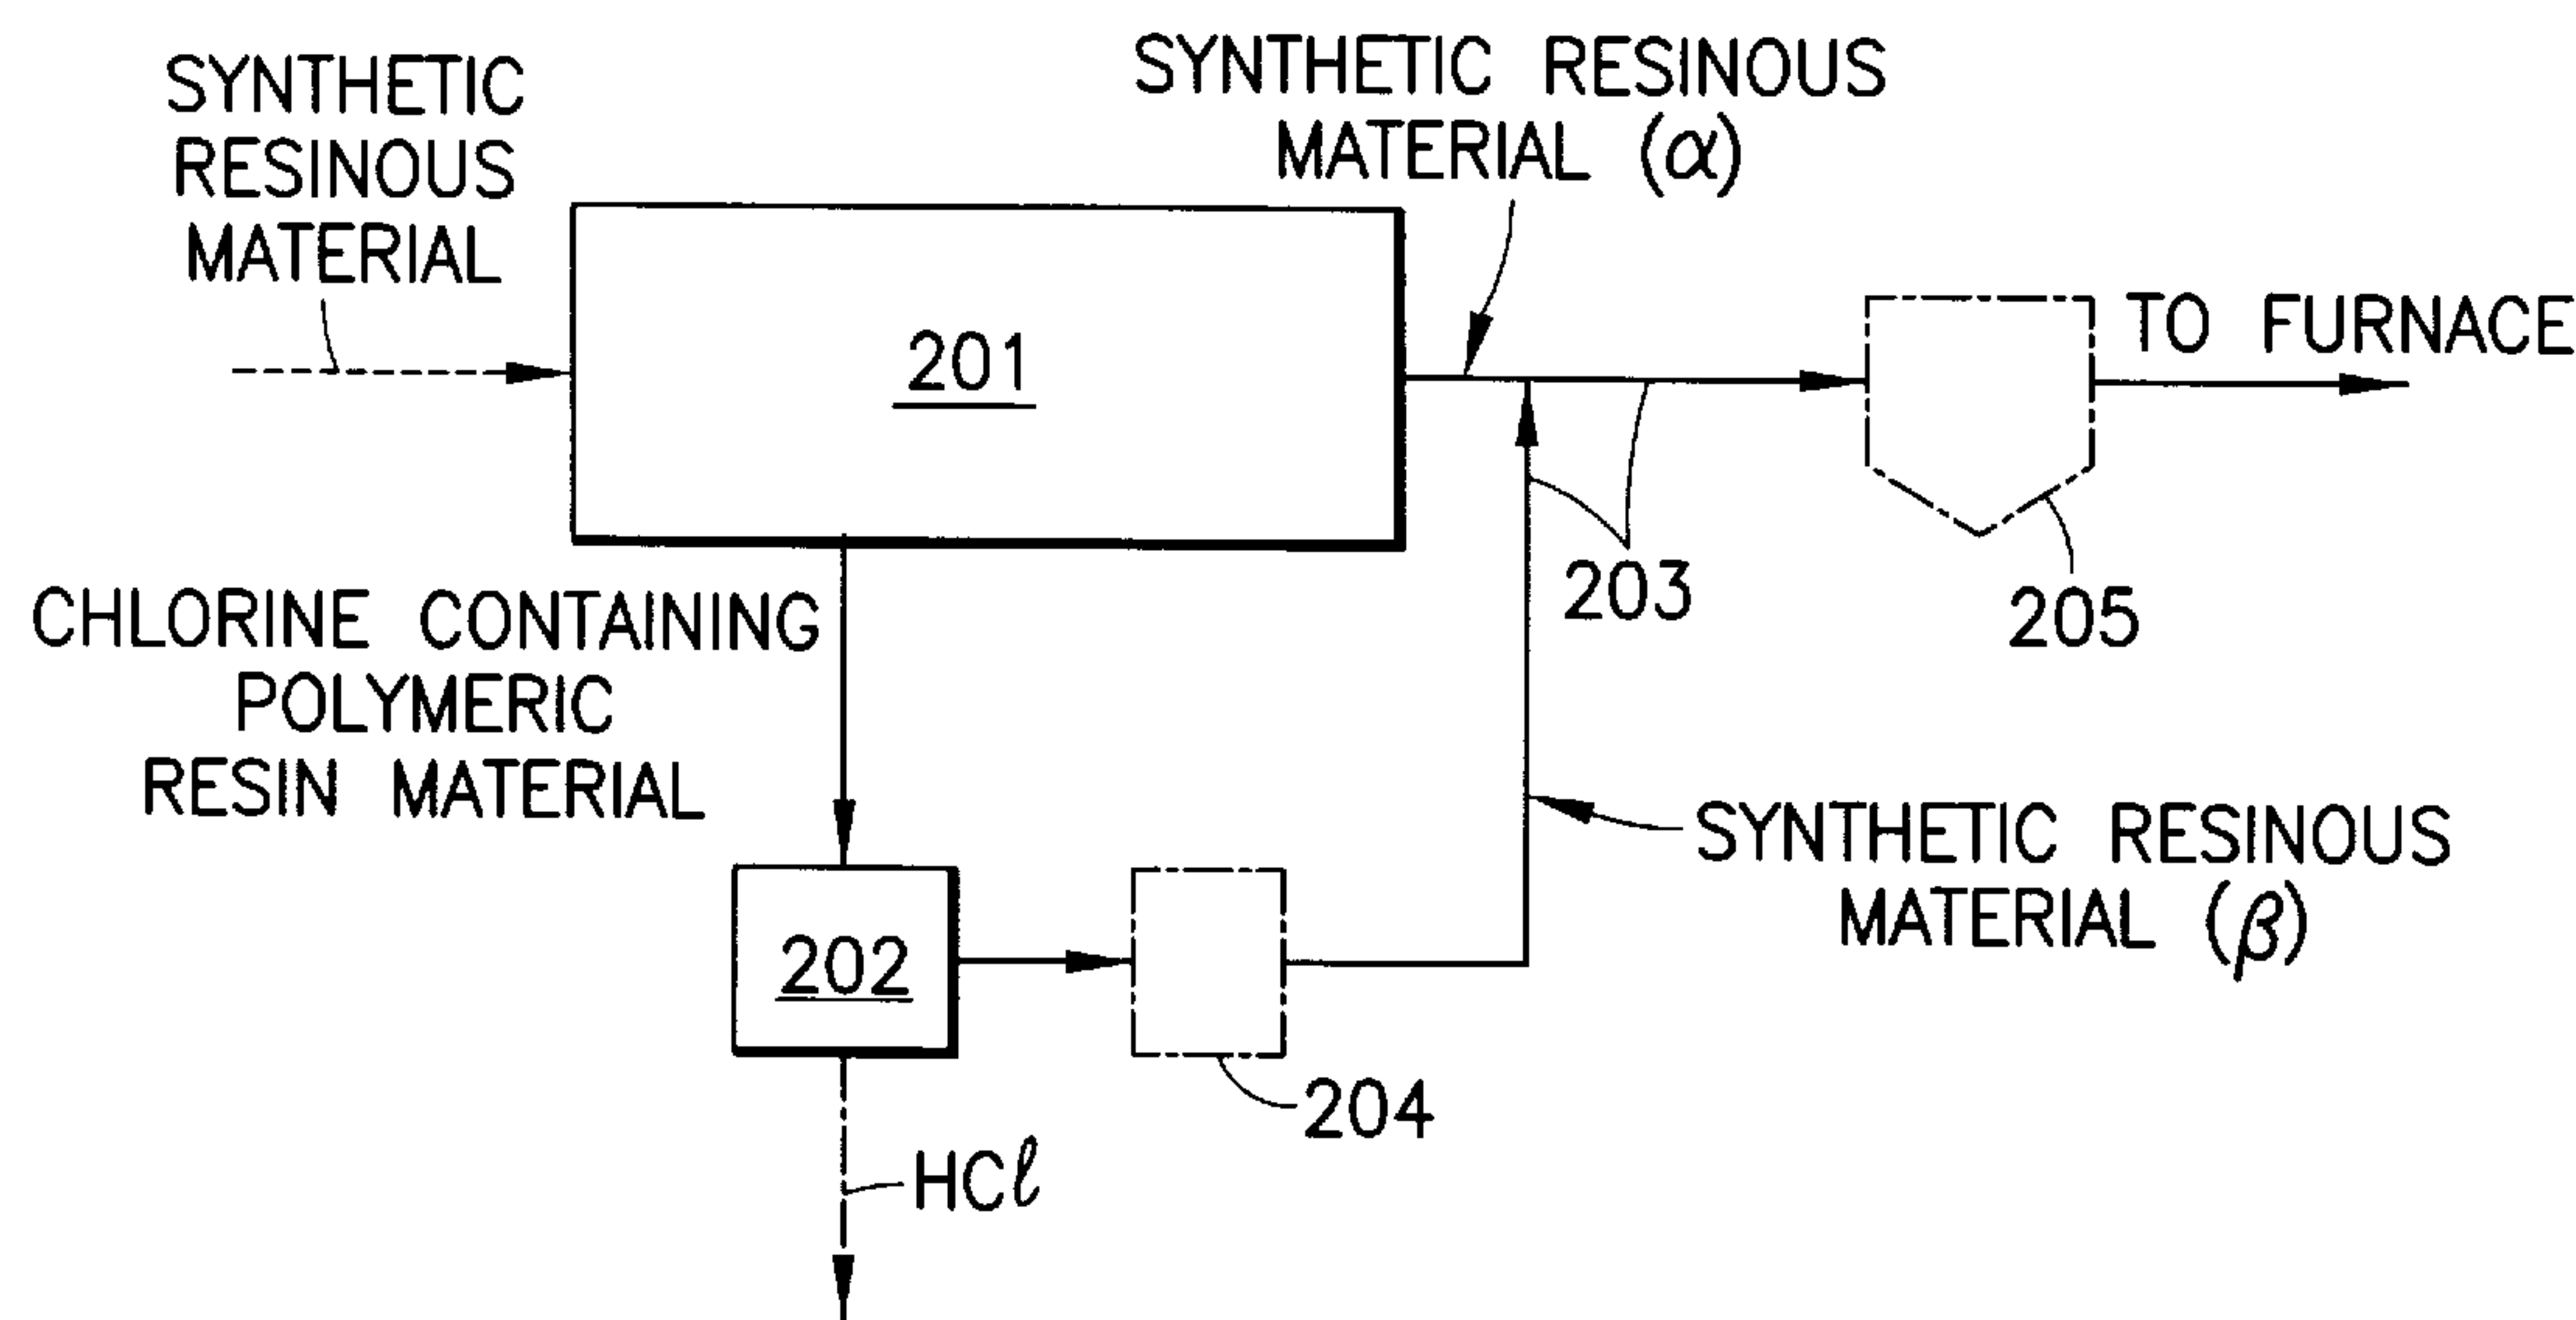 SYNTHETIC
RESINOUS
MATERIAL
SYNTHETIC RESINOUS
MATERIAL (α)
201
TO FURNACE
203
205
CHLORINE CONTAINING
POLYMERIC
RESIN MATERIAL
202
204
SYNTHETIC RESINOUS
MATERIAL (β)
HCℓ